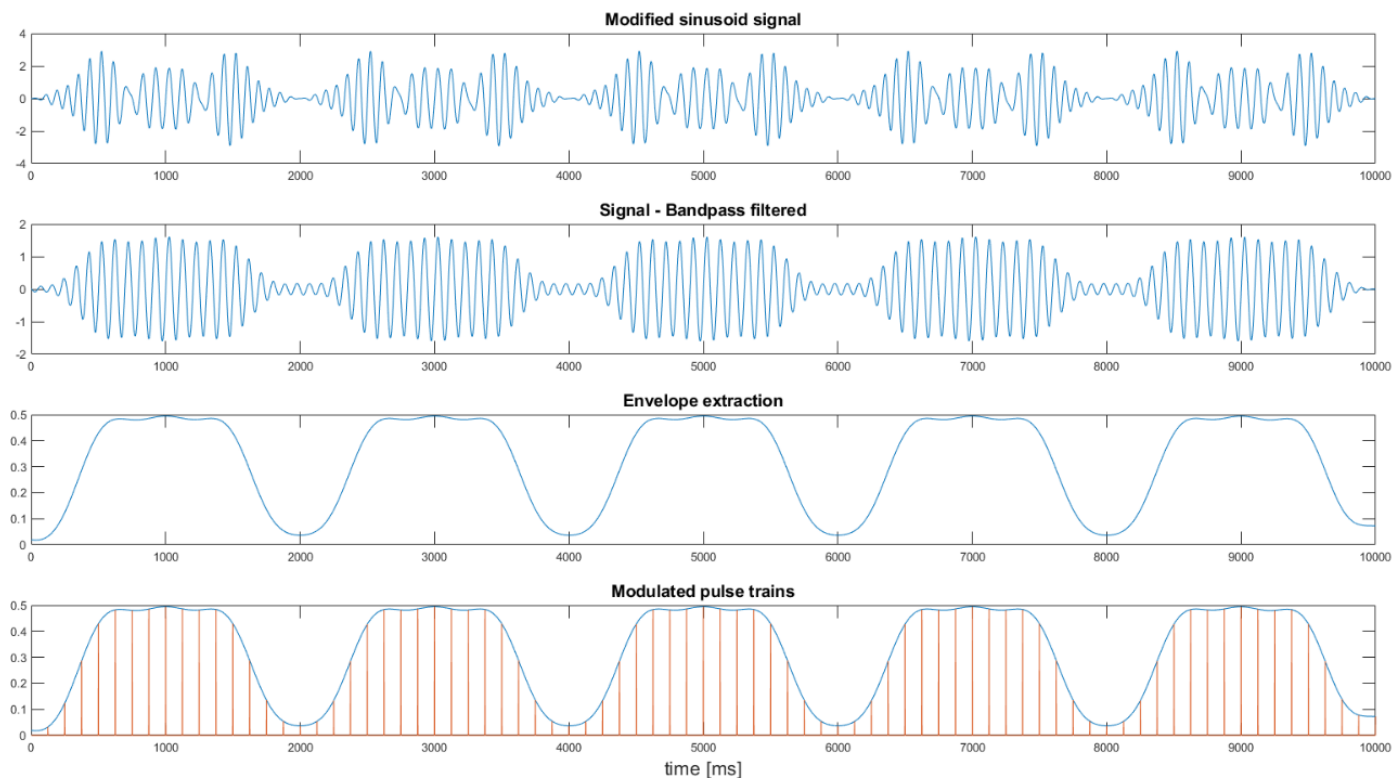 Modified sinusoid signal
4
2
0
-2
-4
0 1000 2000 3000 4000 5000 6000 7000 8000 9000 10000
Signal - Bandpass filtered
2
1
0
-1
-2
0 1000 2000 3000 4000 5000 6000 7000 8000 9000 10000
Envelope extraction
0.5
0.4
0.3
0.2
0.1
0
0 1000 2000 3000 4000 5000 6000 7000 8000 9000 10000
Modulated pulse trains
0.5
0.4
0.3
0.2
0.1
0
0 1000 2000 3000 4000 5000 6000 7000 8000 9000 10000
time [ms]